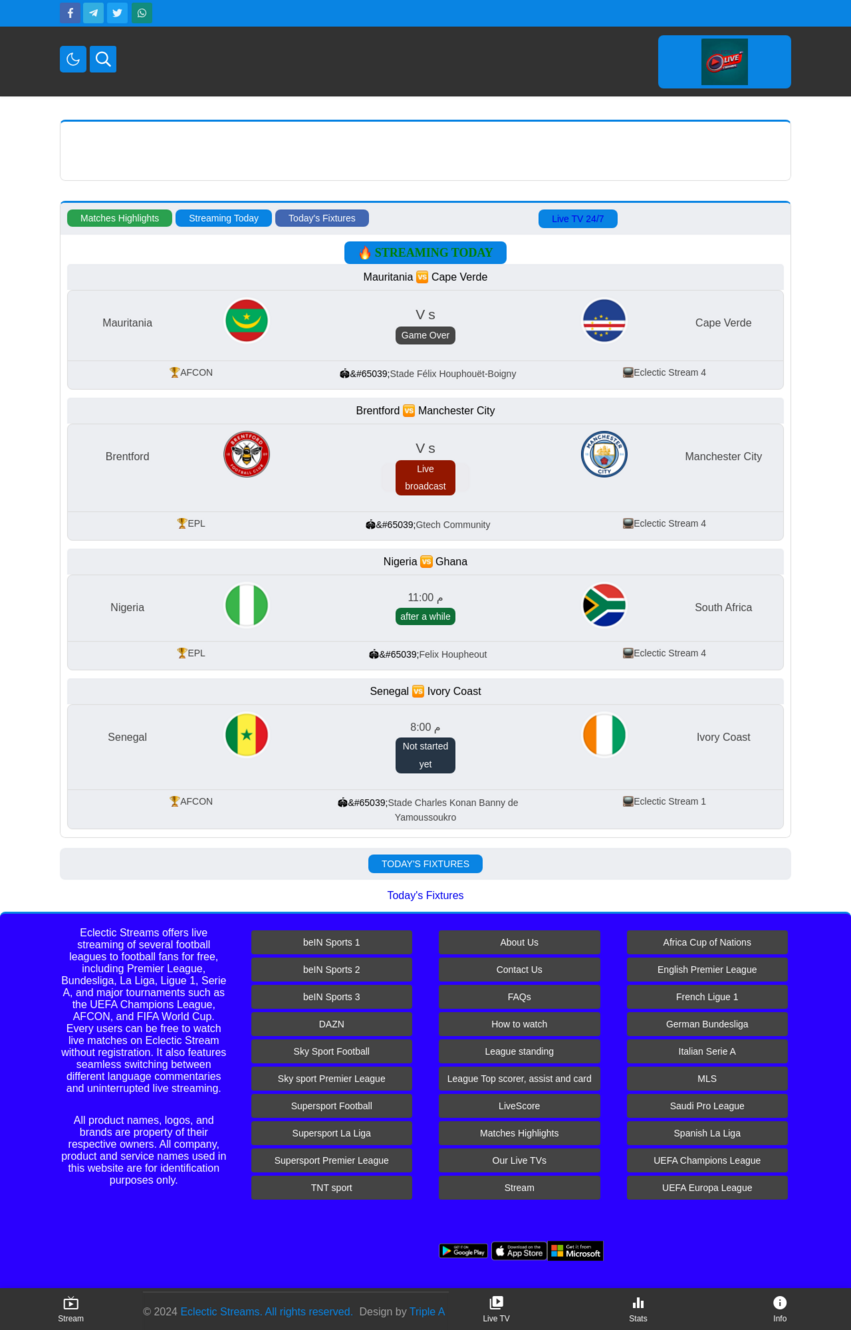 LIVE
Matches Highlights
Streaming Today
Today's Fixtures
Live TV 24/7
🔥 STREAMING TODAY
Mauritania 🆚 Cape Verde
Mauritania
V s
Game Over
Cape Verde
🏆AFCON
🏟&#65039;Stade Félix Houphouët-Boigny
📺Eclectic Stream 4
Brentford 🆚 Manchester City
Brentford
BRENTFORD
FOOTBALL CLUB
V s
Live
broadcast
MANCHESTER
CITY
Manchester City
🏆EPL
🏟&#65039;Gtech Community
📺Eclectic Stream 4
Nigeria 🆚 Ghana
Nigeria
11:00 م
after a while
South Africa
🏆EPL
🏟&#65039;Felix Houpheout
📺Eclectic Stream 4
Senegal 🆚 Ivory Coast
Senegal
8:00 م
Not started
yet
Ivory Coast
🏆AFCON
🏟&#65039;Stade Charles Konan Banny de
Yamoussoukro
📺Eclectic Stream 1
TODAY'S FIXTURES
Today's Fixtures
Eclectic Streams offers live
streaming of several football
leagues to football fans for free,
including Premier League,
Bundesliga, La Liga, Ligue 1, Serie
A, and major tournaments such as
the UEFA Champions League,
AFCON, and FIFA World Cup.
Every users can be free to watch
live matches on Eclectic Stream
without registration. It also features
seamless switching between
different language commentaries
and uninterrupted live streaming.
All product names, logos, and
brands are property of their
respective owners. All company,
product and service names used in
this website are for identification
purposes only.
beIN Sports 1
beIN Sports 2
beIN Sports 3
DAZN
Sky Sport Football
Sky sport Premier League
Supersport Football
Supersport La Liga
Supersport Premier League
TNT sport
About Us
Contact Us
FAQs
How to watch
League standing
League Top scorer, assist and card
LiveScore
Matches Highlights
Our Live TVs
Stream
Africa Cup of Nations
English Premier League
French Ligue 1
German Bundesliga
Italian Serie A
MLS
Saudi Pro League
Spanish La Liga
UEFA Champions League
UEFA Europa League
GET IT ON
Google Play
Download on the
App Store
Get it from
Microsoft
Stream
© 2024 Eclectic Streams. All rights reserved. Design by Triple A
Live TV
Stats
Info